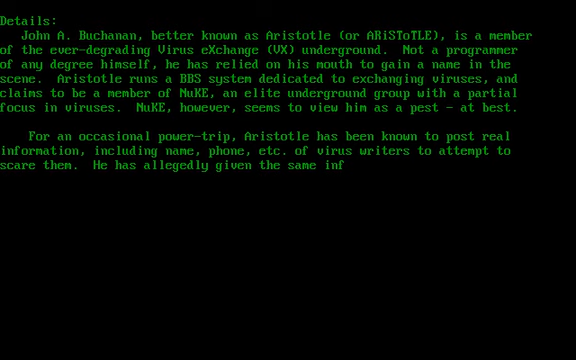 Details:
John A. Buchanan, better known as Aristotle (or ARiSToTLE), is a member
of the ever-degrading Virus eXchange (VX) underground.  Not a programmer
of any degree himself, he has relied on his mouth to gain a name in the
scene.  Aristotle runs a BBS system dedicated to exchanging viruses, and
claims to be a member of NuKE, an elite underground group with a partial
focus in viruses.  NuKE, however, seems to view him as a pest - at best.
For an occasional power-trip, Aristotle has been known to post real
information, including name, phone, etc. of virus writers to attempt to
scare them.  He has allegedly given the same inf